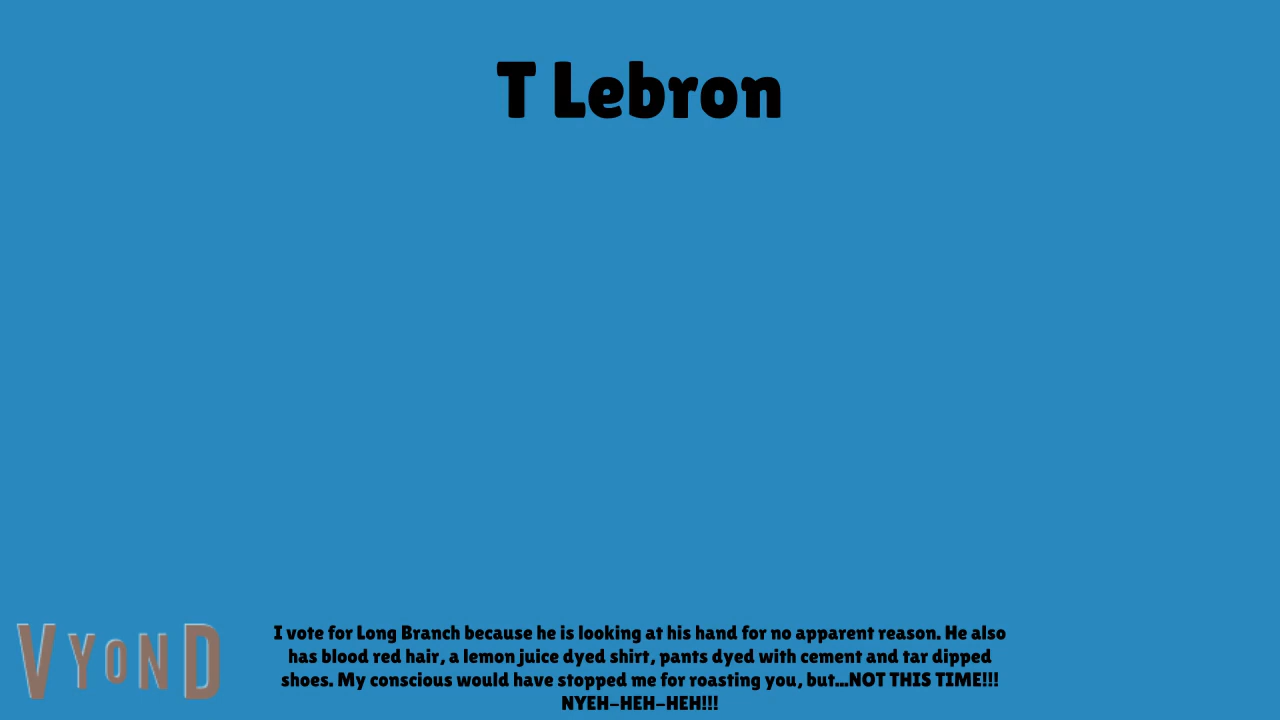 T Lebron
I vote for Long Branch because he is looking at his hand for no apparent reason. He also
has blood red hair, a lemon juice dyed shirt, pants dyed with cement and tar dipped
shoes. My conscious would have stopped me for roasting you, but...NOT THIS TIME!!!
NYEH-HEH-HEH!!!
VYOND